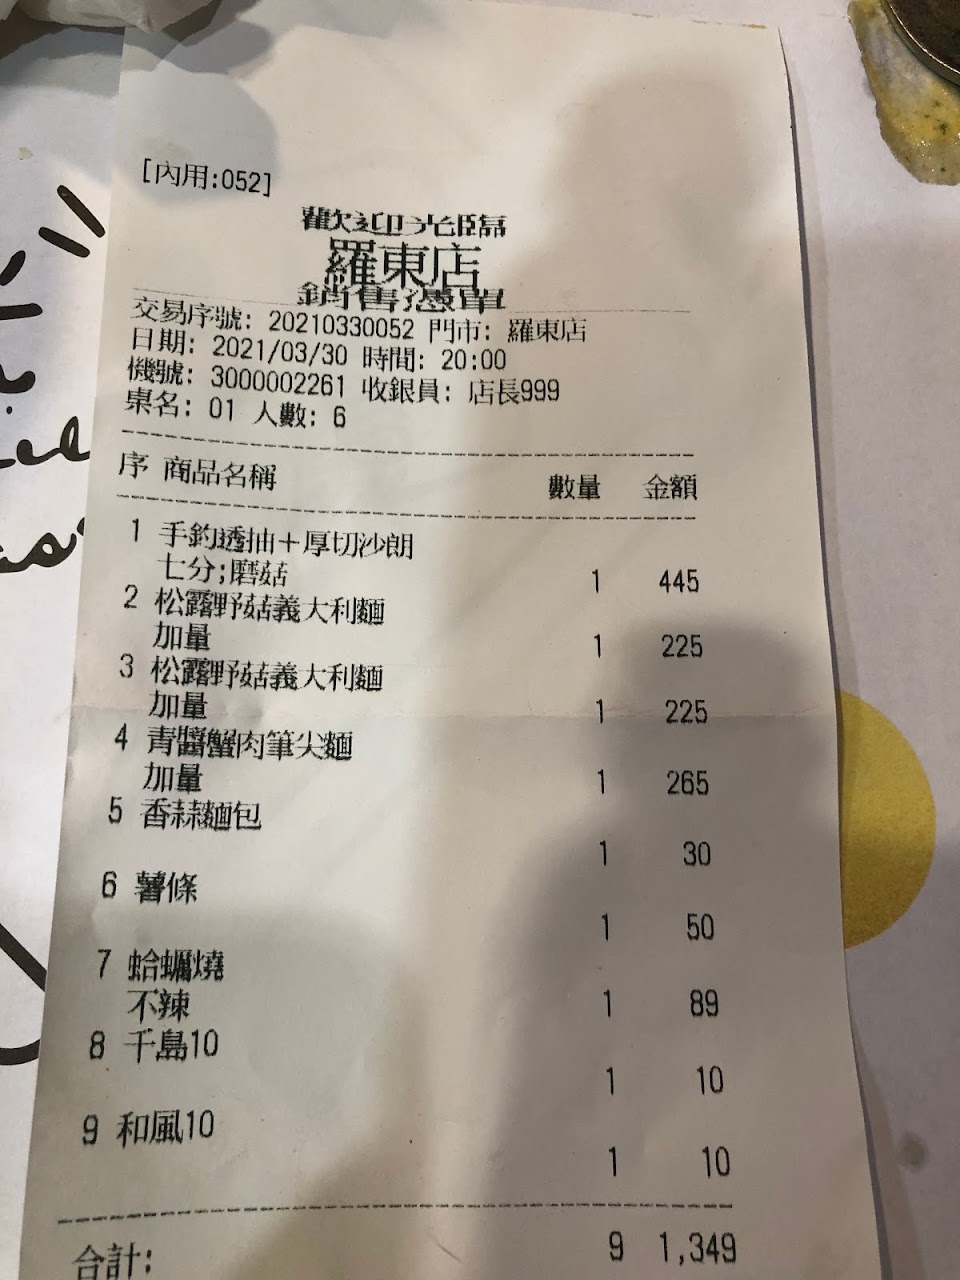 [內用:052]
歡迎光臨
羅東店
銷售憑單
交易序號: 20210330052 門市: 羅東店
日期: 2021/03/30 時間: 20:00
機號: 3000002261 收銀員: 店長999
桌名: 01 人數: 6
序 商品名稱 數量 金額
1 手釣透抽+厚切沙朗
七分;磨菇 1 445
2 松露野菇義大利麵
加量 1 225
3 松露野菇義大利麵
加量 1 225
4 青醬蟹肉筆尖麵
加量 1 265
5 香蒜麵包
1 30
6 薯條
1 50
7 蛤蠣燒
不辣 1 89
8 千島10
1 10
9 和風10
1 10
合計: 9 1,349